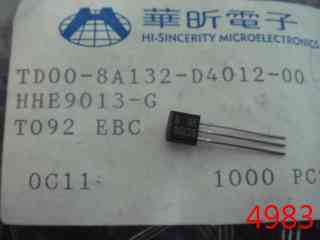 華昕電子
HI-SINCERITY MICROELECTRONICS
TD00-8A132-D4012-00
HHE9013-G
TO92 EBC
0C11 1000 PC
4983